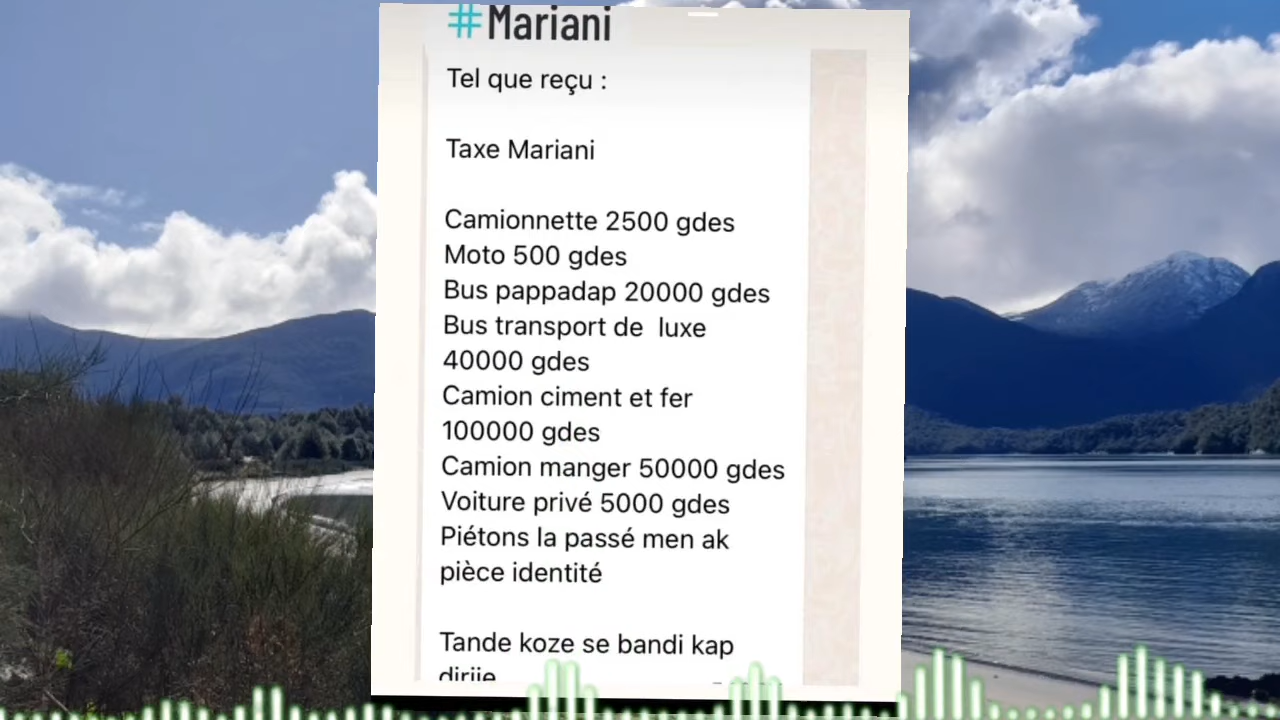 #Mariani
Tel que reçu :
Taxe Mariani
Camionnette 2500 gdes
Moto 500 gdes
Bus pappadap 20000 gdes
Bus transport de luxe
40000 gdes
Camion ciment et fer
100000 gdes
Camion manger 50000 gdes
Voiture privé 5000 gdes
Piétons la passé men ak
pièce identité
Tande koze se bandi kap
dirije